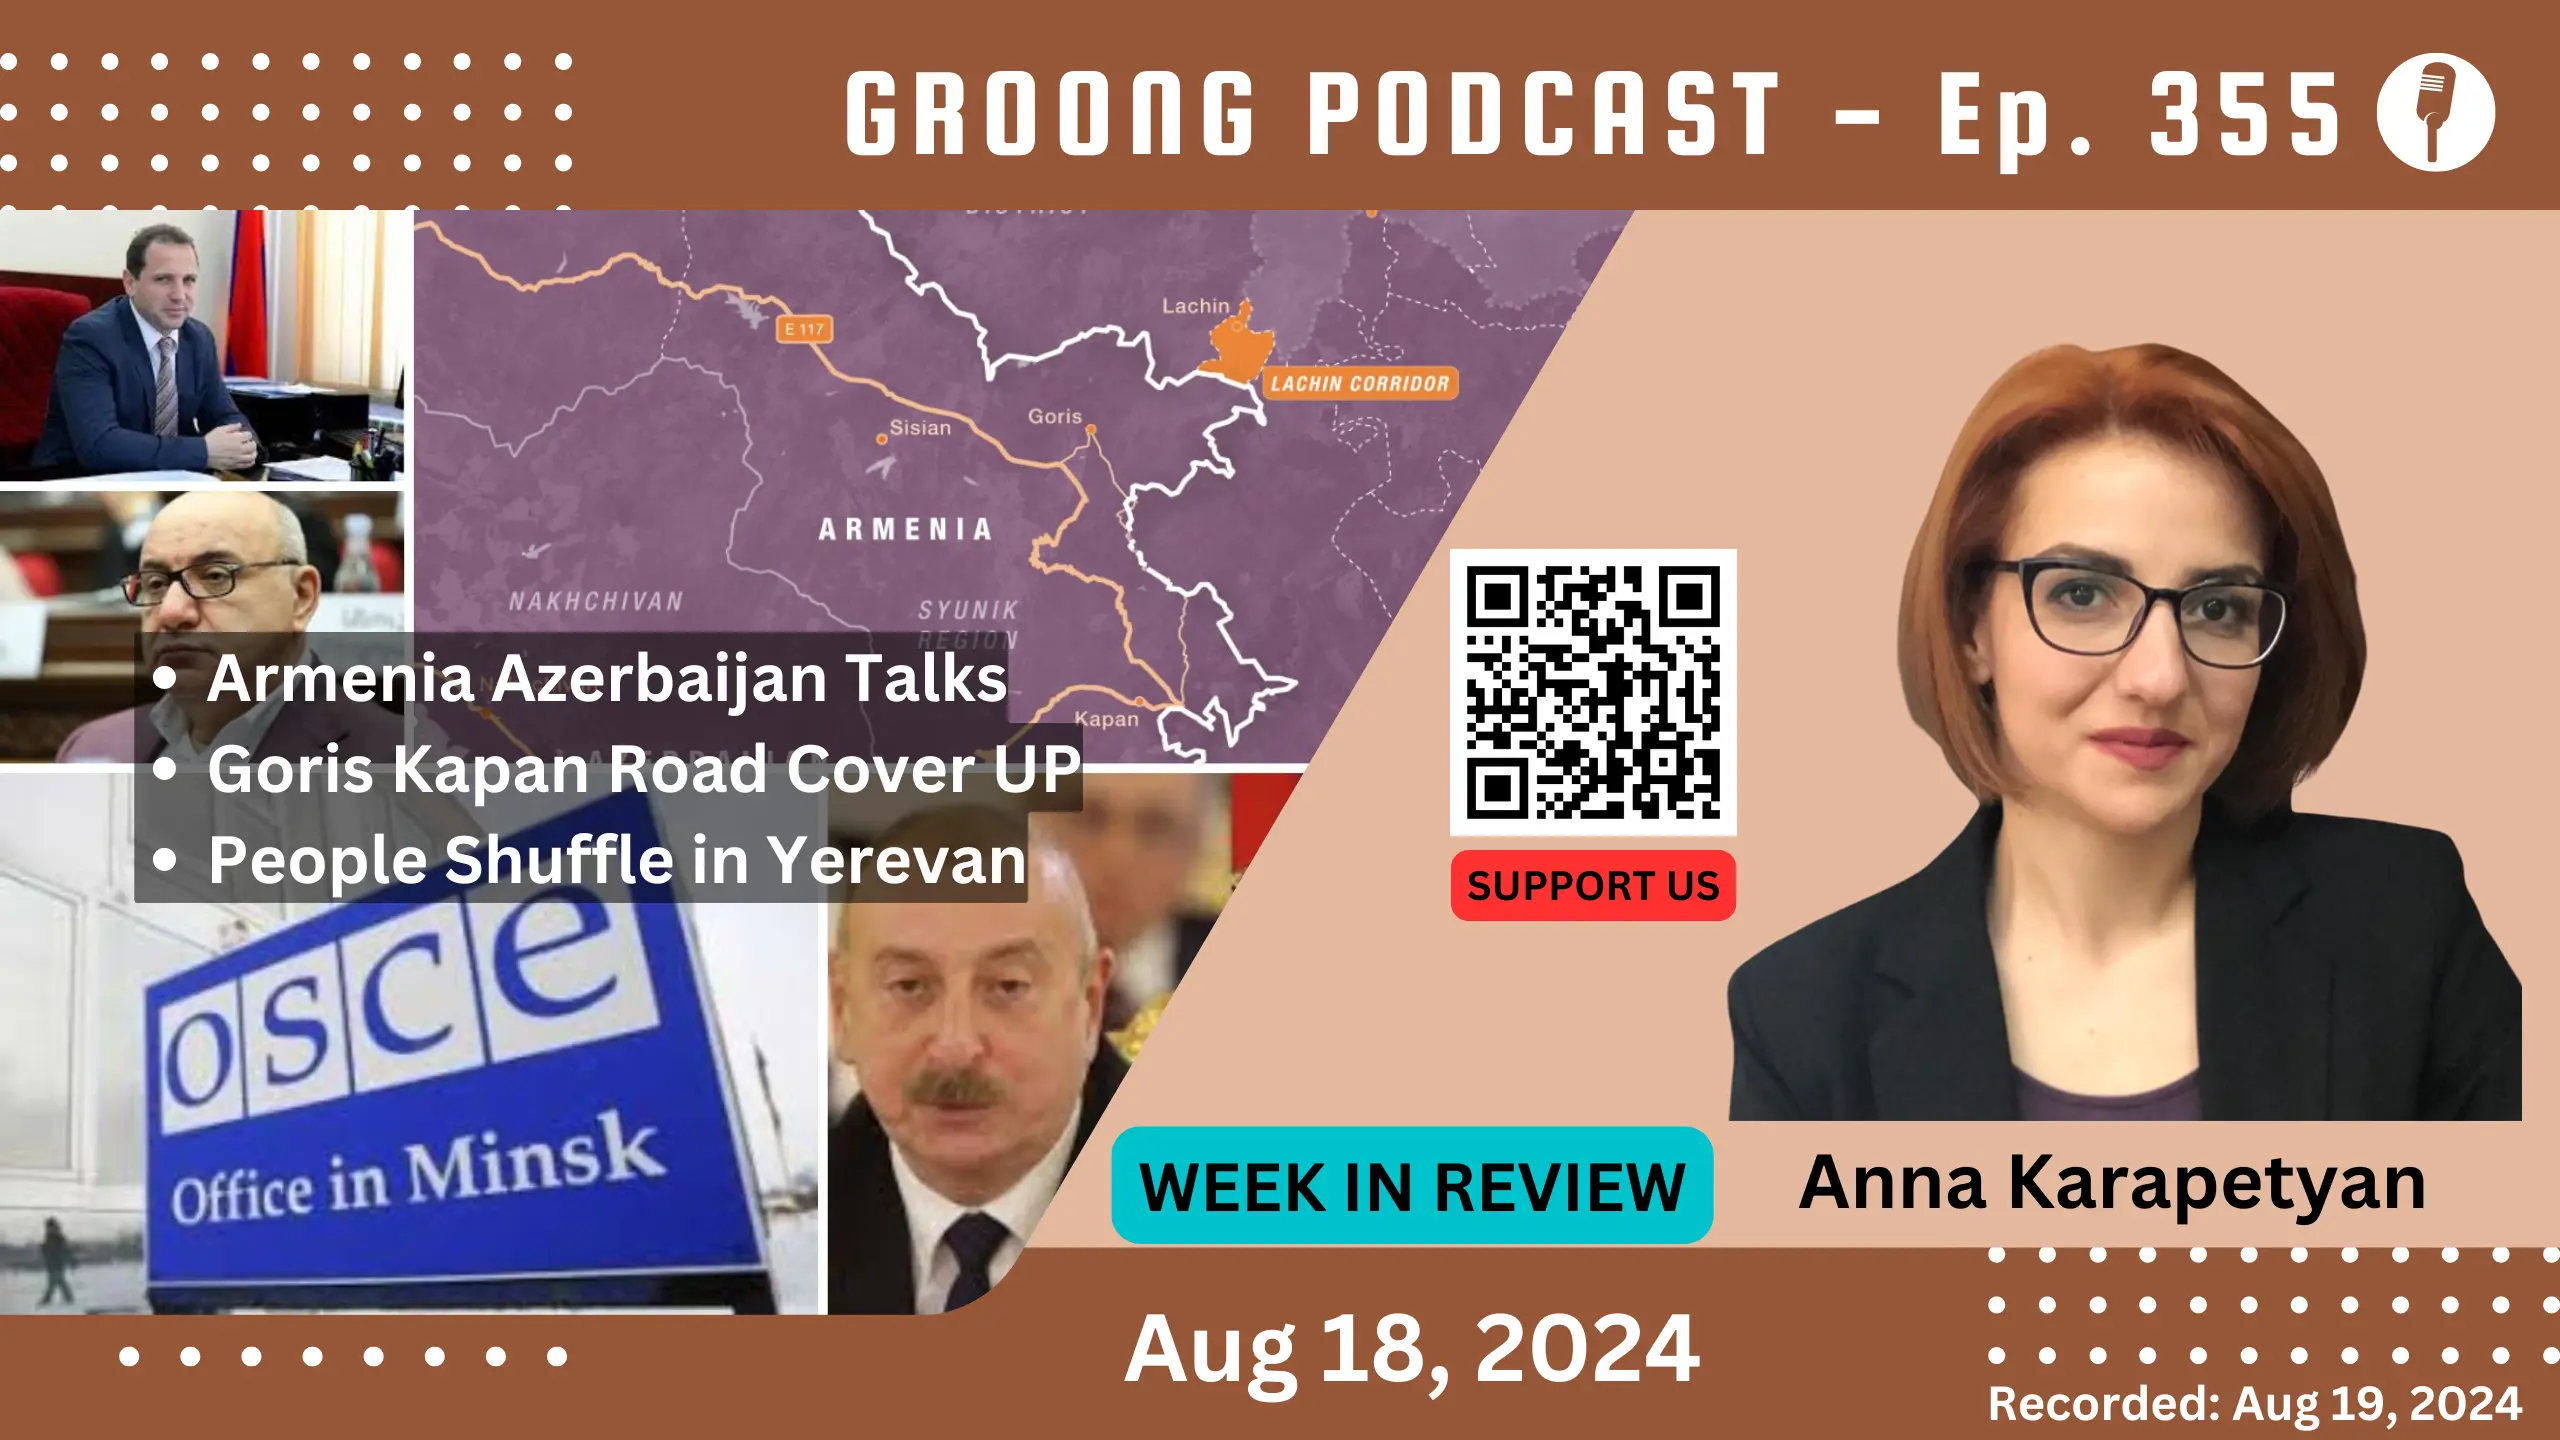 GROONG PODCAST - Ep. 355
DISTRICT
Lachin
E 117
LACHIN CORRIDOR
Goris
Sisian
ARMENIA
NAKHCHIVAN
SYUNIK
REGION
Kapan
• Armenia Azerbaijan Talks
• Goris Kapan Road Cover UP
• People Shuffle in Yerevan
SUPPORT US
osce
Office in Minsk
WEEK IN REVIEW
Anna Karapetyan
Aug 18, 2024
Recorded: Aug 19, 2024